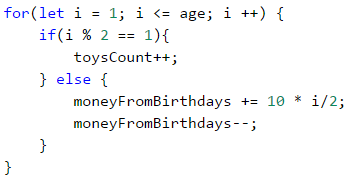 for(let i = 1; i <= age; i ++) {
    if(i % 2 == 1){
        toysCount++;
    } else {
        moneyFromBirthdays += 10 * i/2;
        moneyFromBirthdays--;
    }
}